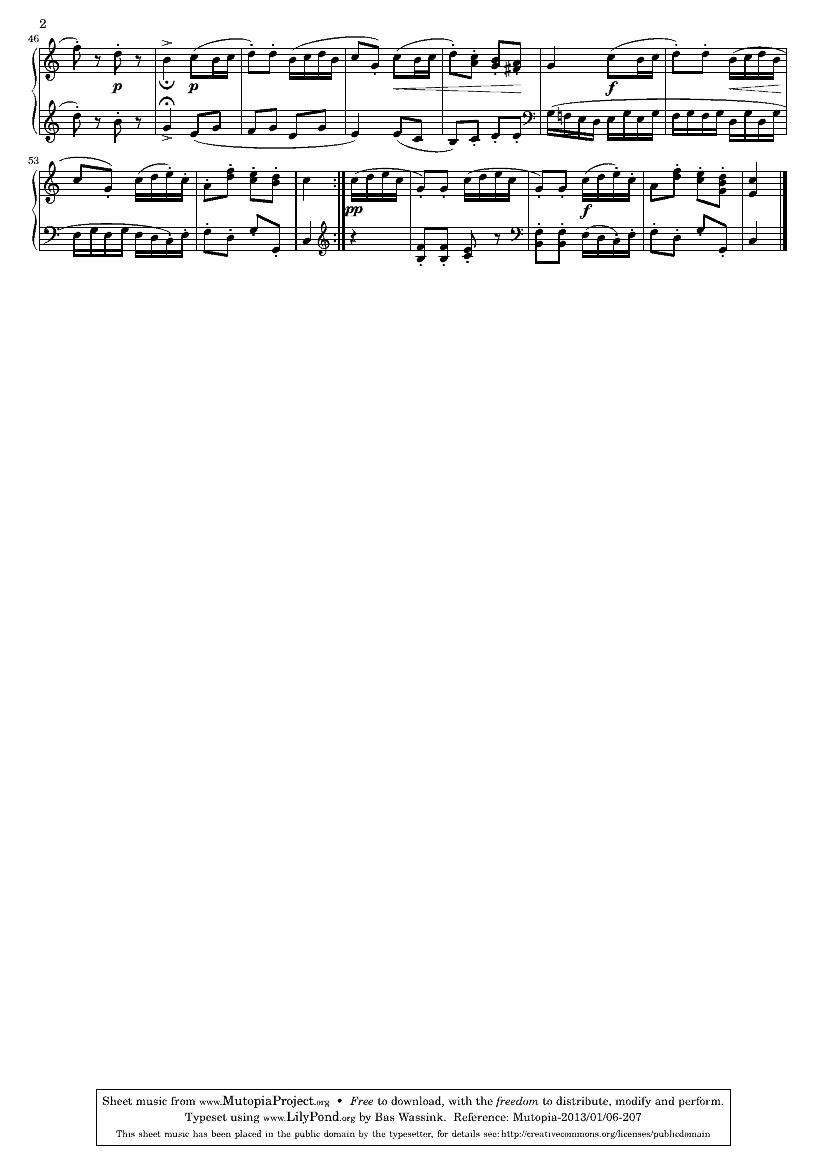 2
46
p
p
f
53
pp
f
Sheet music from www.MutopiaProject.org • Free to download, with the freedom to distribute, modify and perform.
Typeset using www.LilyPond.org by Bas Wassink. Reference: Mutopia-2013/01/06-207
This sheet music has been placed in the public domain by the typesetter, for details see: http://creativecommons.org/licenses/publicdomain